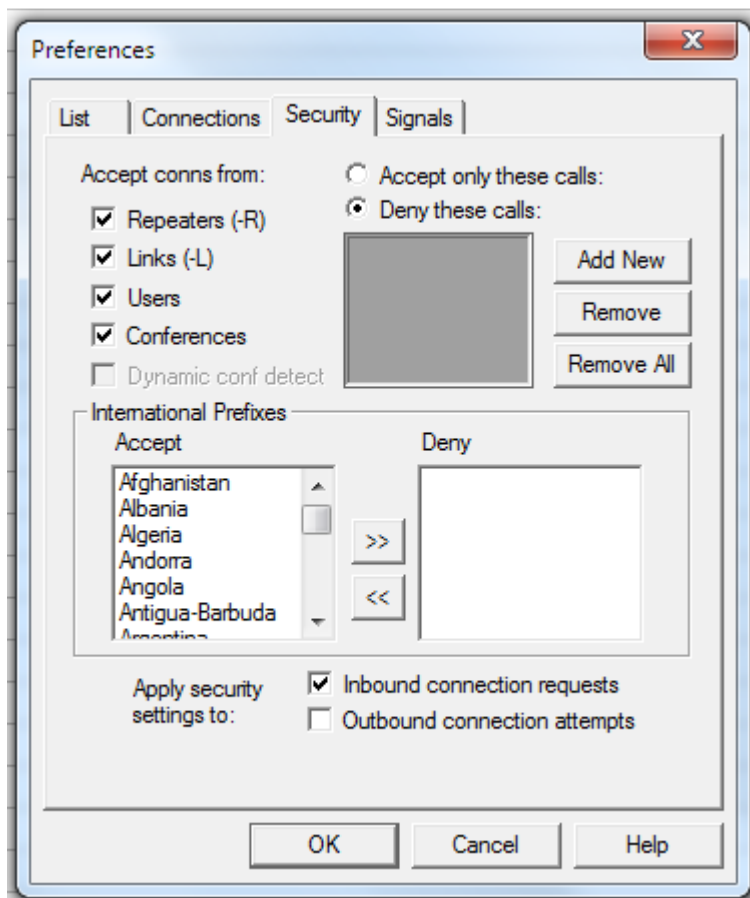 Preferences
List Connections Security Signals
Accept conns from:
Repeaters (-R)
Links (-L)
Users
Conferences
Dynamic conf detect
Accept only these calls:
Deny these calls:
Add New
Remove
Remove All
International Prefixes
Accept
Afghanistan
Albania
Algeria
Andorra
Angola
Antigua-Barbuda
Argentina
>>
<<
Deny
Apply security
settings to:
Inbound connection requests
Outbound connection attempts
OK Cancel Help